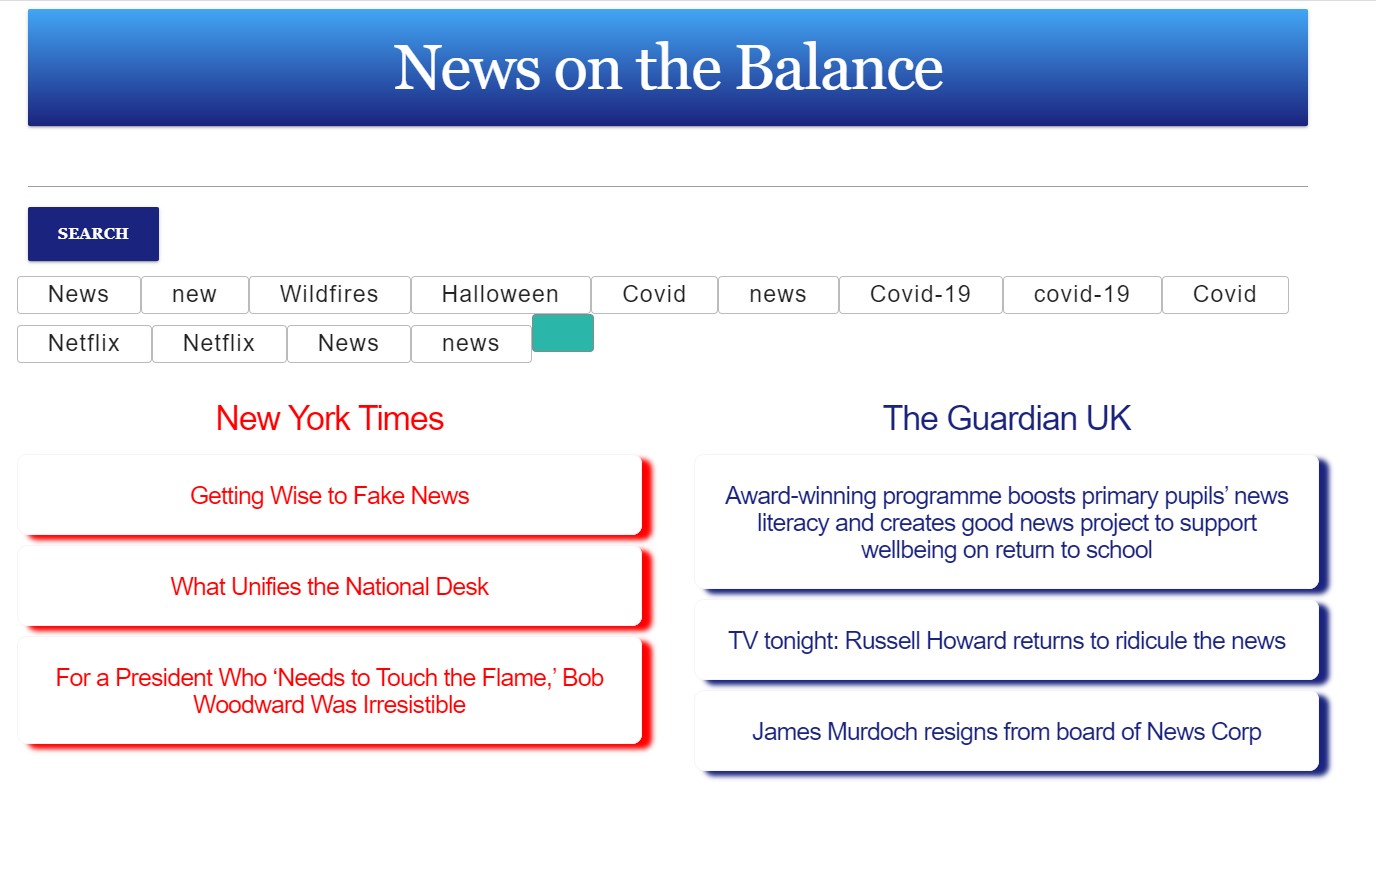 News on the Balance
SEARCH
News new Wildfires Halloween Covid news Covid-19 covid-19 Covid
Netflix Netflix News news
New York Times
Getting Wise to Fake News
What Unifies the National Desk
For a President Who ‘Needs to Touch the Flame,’ Bob
Woodward Was Irresistible
The Guardian UK
Award-winning programme boosts primary pupils’ news
literacy and creates good news project to support
wellbeing on return to school
TV tonight: Russell Howard returns to ridicule the news
James Murdoch resigns from board of News Corp